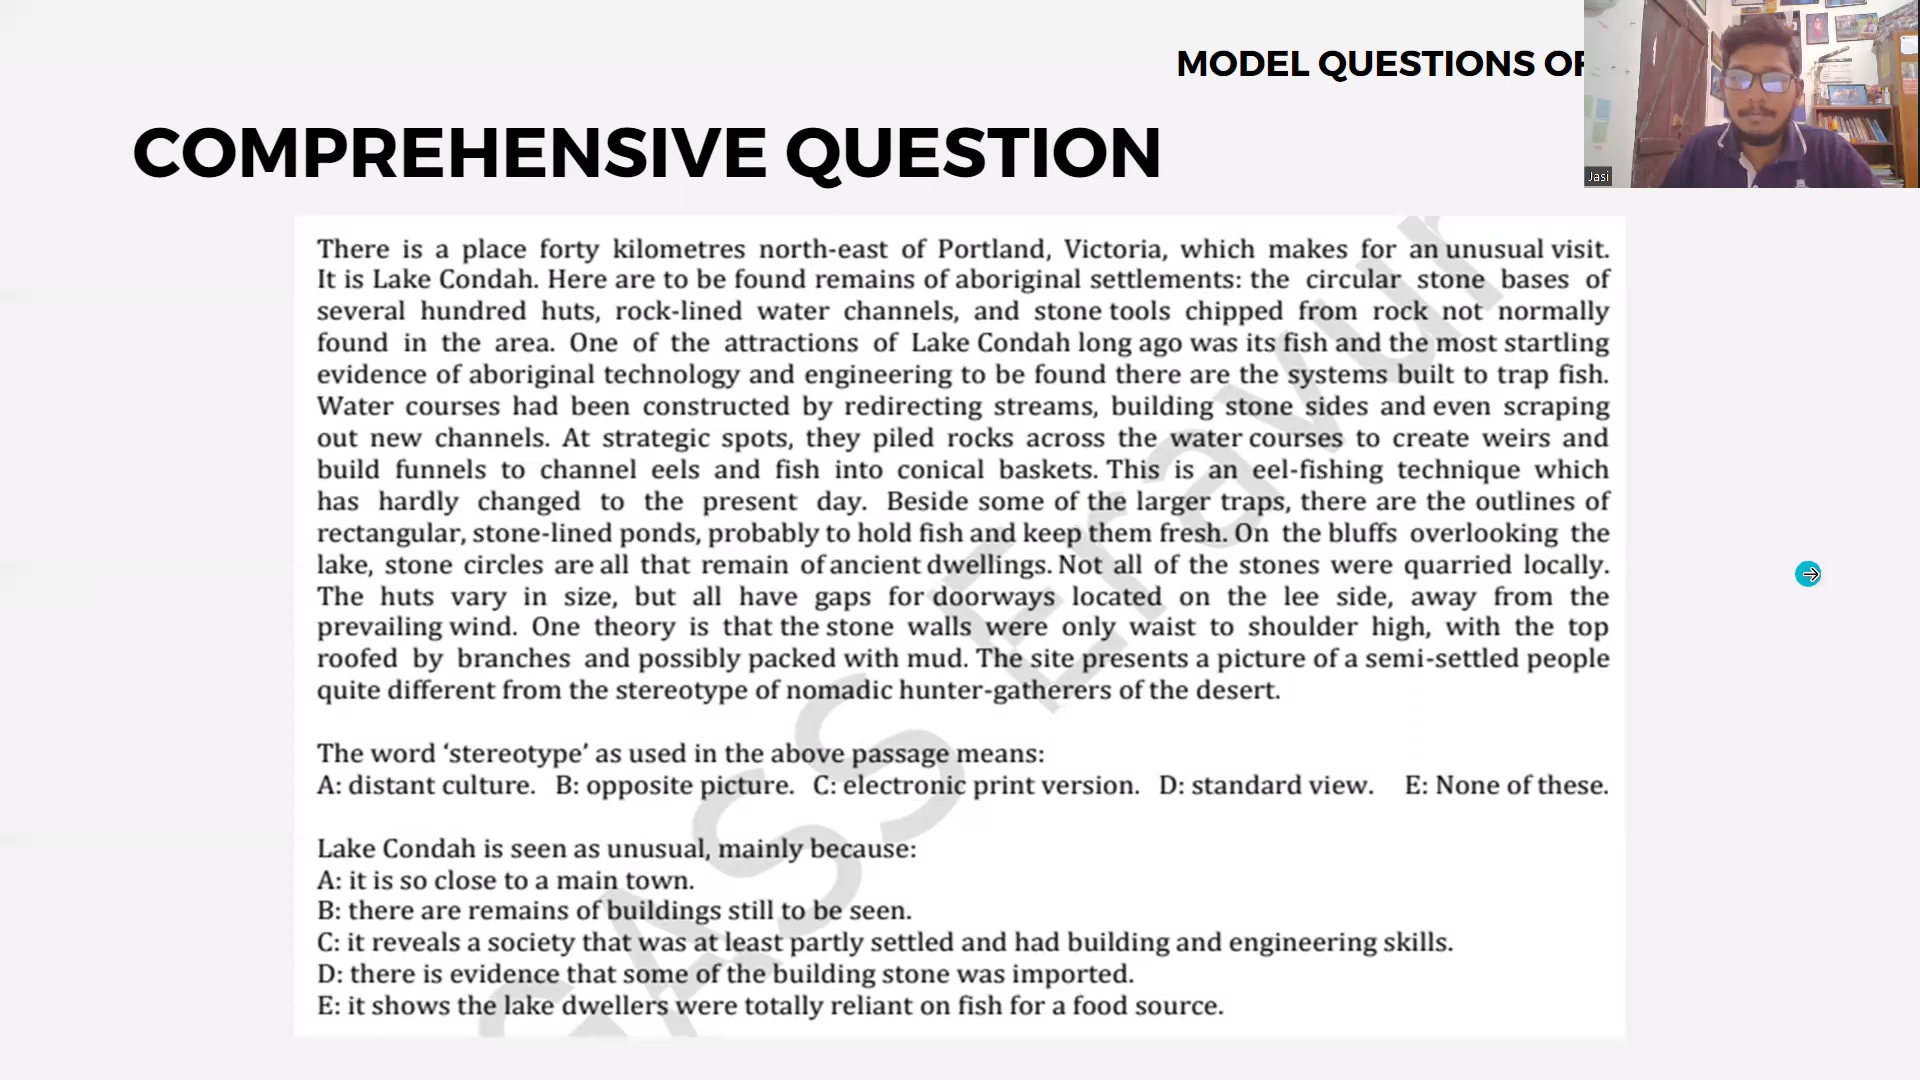 MODEL QUESTIONS OF
COMPREHENSIVE QUESTION
Jasi
There is a place forty kilometres north-east of Portland, Victoria, which makes for an unusual visit.
It is Lake Condah. Here are to be found remains of aboriginal settlements: the circular stone bases of
several hundred huts, rock-lined water channels, and stone tools chipped from rock not normally
found in the area. One of the attractions of Lake Condah long ago was its fish and the most startling
evidence of aboriginal technology and engineering to be found there are the systems built to trap fish.
Water courses had been constructed by redirecting streams, building stone sides and even scraping
out new channels. At strategic spots, they piled rocks across the water courses to create weirs and
build funnels to channel eels and fish into conical baskets. This is an eel-fishing technique which
has hardly changed to the present day. Beside some of the larger traps, there are the outlines of
rectangular, stone-lined ponds, probably to hold fish and keep them fresh. On the bluffs overlooking the
lake, stone circles are all that remain of ancient dwellings. Not all of the stones were quarried locally.
The huts vary in size, but all have gaps for doorways located on the lee side, away from the
prevailing wind. One theory is that the stone walls were only waist to shoulder high, with the top
roofed by branches and possibly packed with mud. The site presents a picture of a semi-settled people
quite different from the stereotype of nomadic hunter-gatherers of the desert.
The word ‘stereotype’ as used in the above passage means:
A: distant culture. B: opposite picture. C: electronic print version. D: standard view. E: None of these.
Lake Condah is seen as unusual, mainly because:
A: it is so close to a main town.
B: there are remains of buildings still to be seen.
C: it reveals a society that was at least partly settled and had building and engineering skills.
D: there is evidence that some of the building stone was imported.
E: it shows the lake dwellers were totally reliant on fish for a food source.
GASS Eravur